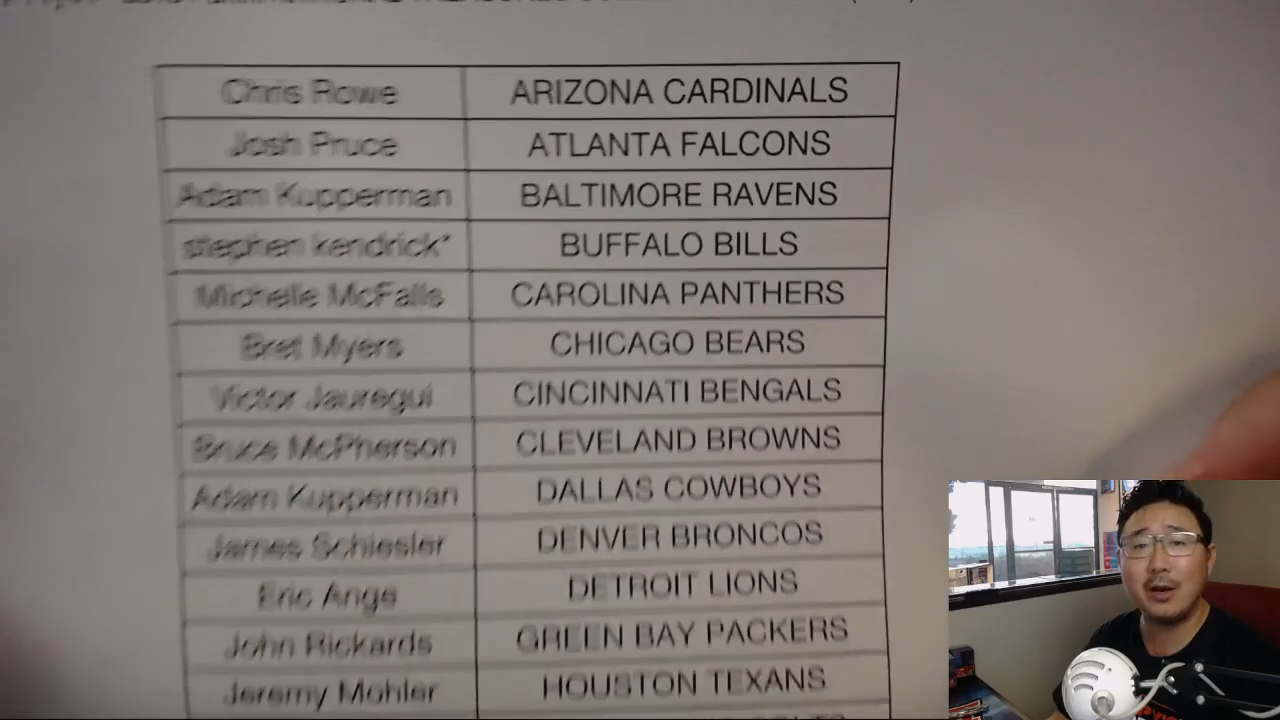 Chris Rowe ARIZONA CARDINALS
Josh Pruce ATLANTA FALCONS
Adam Kupperman BALTIMORE RAVENS
stephen kendrick* BUFFALO BILLS
Michelle McFalls CAROLINA PANTHERS
Bret Myers CHICAGO BEARS
Victor Jauregui CINCINNATI BENGALS
Bruce McPherson CLEVELAND BROWNS
Adam Kupperman DALLAS COWBOYS
James Schiesler DENVER BRONCOS
Eric Ange DETROIT LIONS
John Rickards GREEN BAY PACKERS
Jeremy Mohler HOUSTON TEXANS